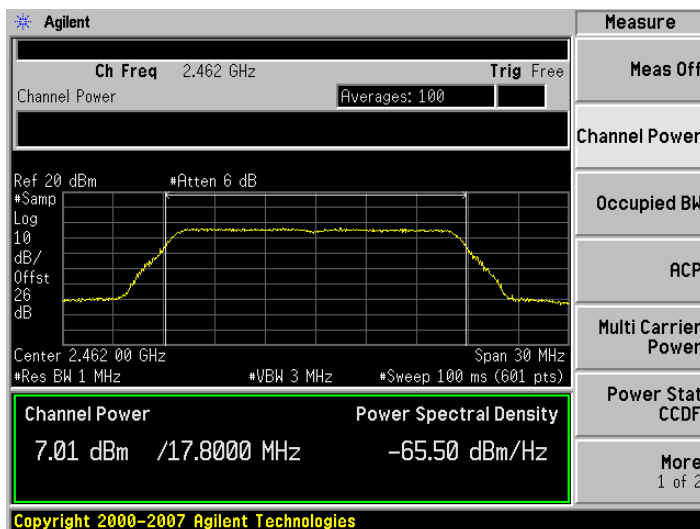 Agilent
Measure
Ch Freq 2.462 GHz Trig Free
Meas Off
Channel Power Averages: 100
Channel Power
Ref 20 dBm #Atten 6 dB
#Samp
Log
10
dB/
Offst
26
dB
Occupied BW
ACP
Multi Carrier
Power
Center 2.462 00 GHz Span 30 MHz
#Res BW 1 MHz #VBW 3 MHz #Sweep 100 ms (601 pts)
Power Stat
CCDF
Channel Power Power Spectral Density
7.01 dBm /17.8000 MHz -65.50 dBm/Hz
More
1 of 2
Copyright 2000-2007 Agilent Technologies